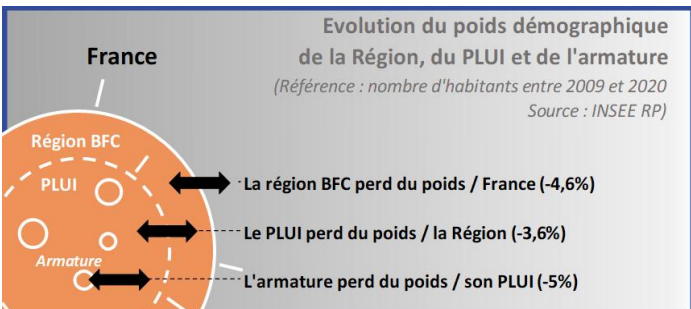 Evolution du poids démographique
de la Région, du PLUI et de l'armature
(Référence : nombre d'habitants entre 2009 et 2020
Source : INSEE RP)
France
Région BFC
PLUI
Armature
La région BFC perd du poids / France (-4,6%)
Le PLUI perd du poids / la Région (-3,6%)
L'armature perd du poids / son PLUI (-5%)